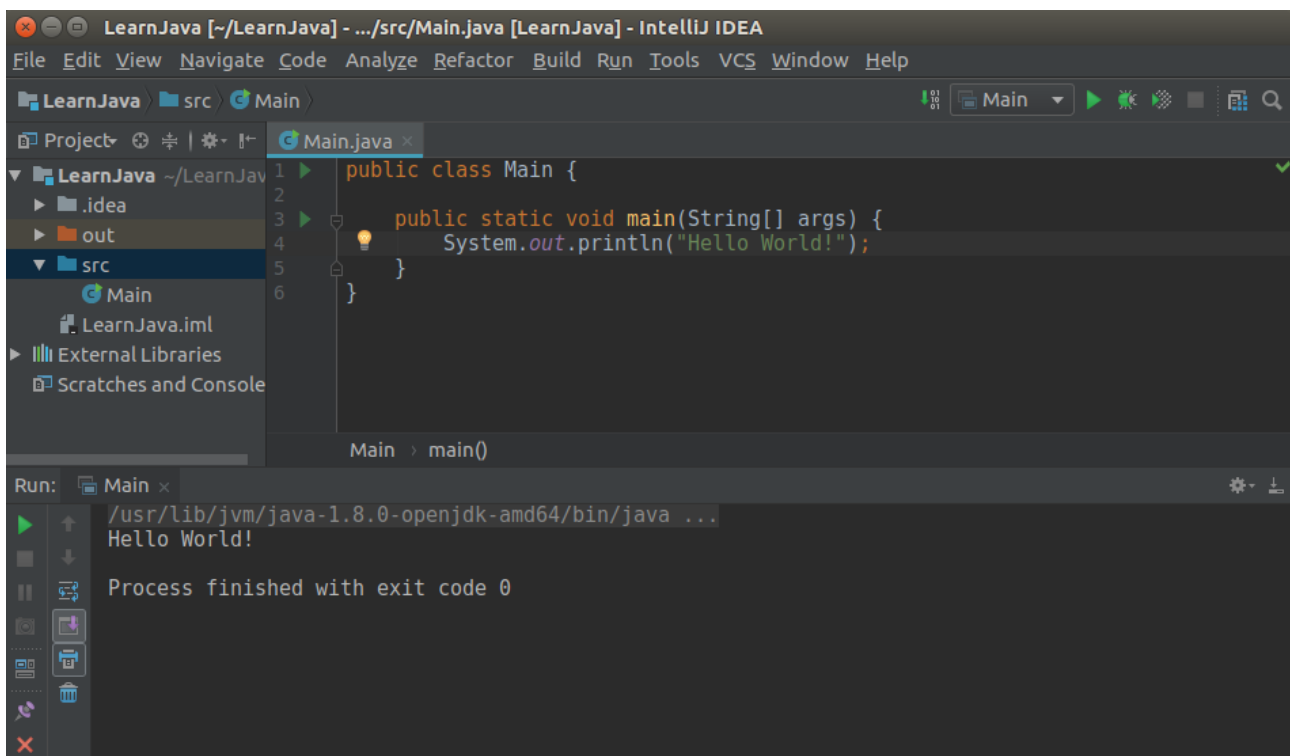 LearnJava [~/LearnJava] - .../src/Main.java [LearnJava] - IntelliJ IDEA
File Edit View Navigate Code Analyze Refactor Build Run Tools VCS Window Help
LearnJava src Main
Main
Project
Main.java
LearnJava ~/LearnJav
.idea
out
src
Main
LearnJava.iml
External Libraries
Scratches and Console
1 public class Main {
2
3 public static void main(String[] args) {
4 System.out.println("Hello World!");
5 }
6 }
Main › main()
Run: Main
/usr/lib/jvm/java-1.8.0-openjdk-amd64/bin/java ...
Hello World!
Process finished with exit code 0